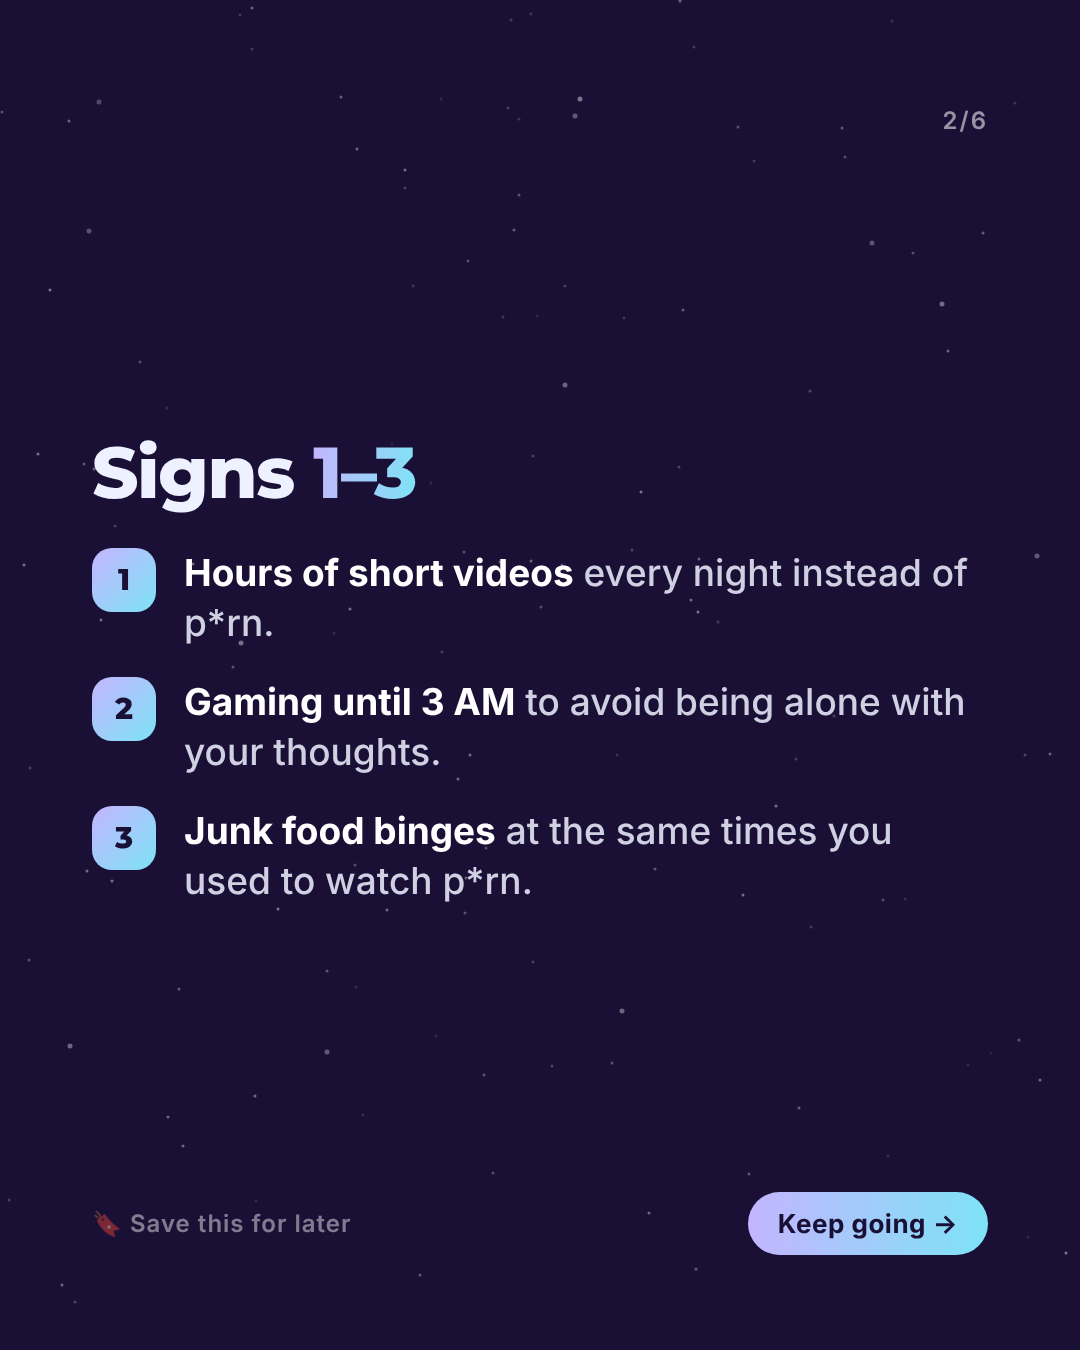 2/6
Signs 1–3
1
Hours of short videos every night instead of
p*rn.
2
Gaming until 3 AM to avoid being alone with
your thoughts.
3
Junk food binges at the same times you
used to watch p*rn.
🔖 Save this for later
Keep going →